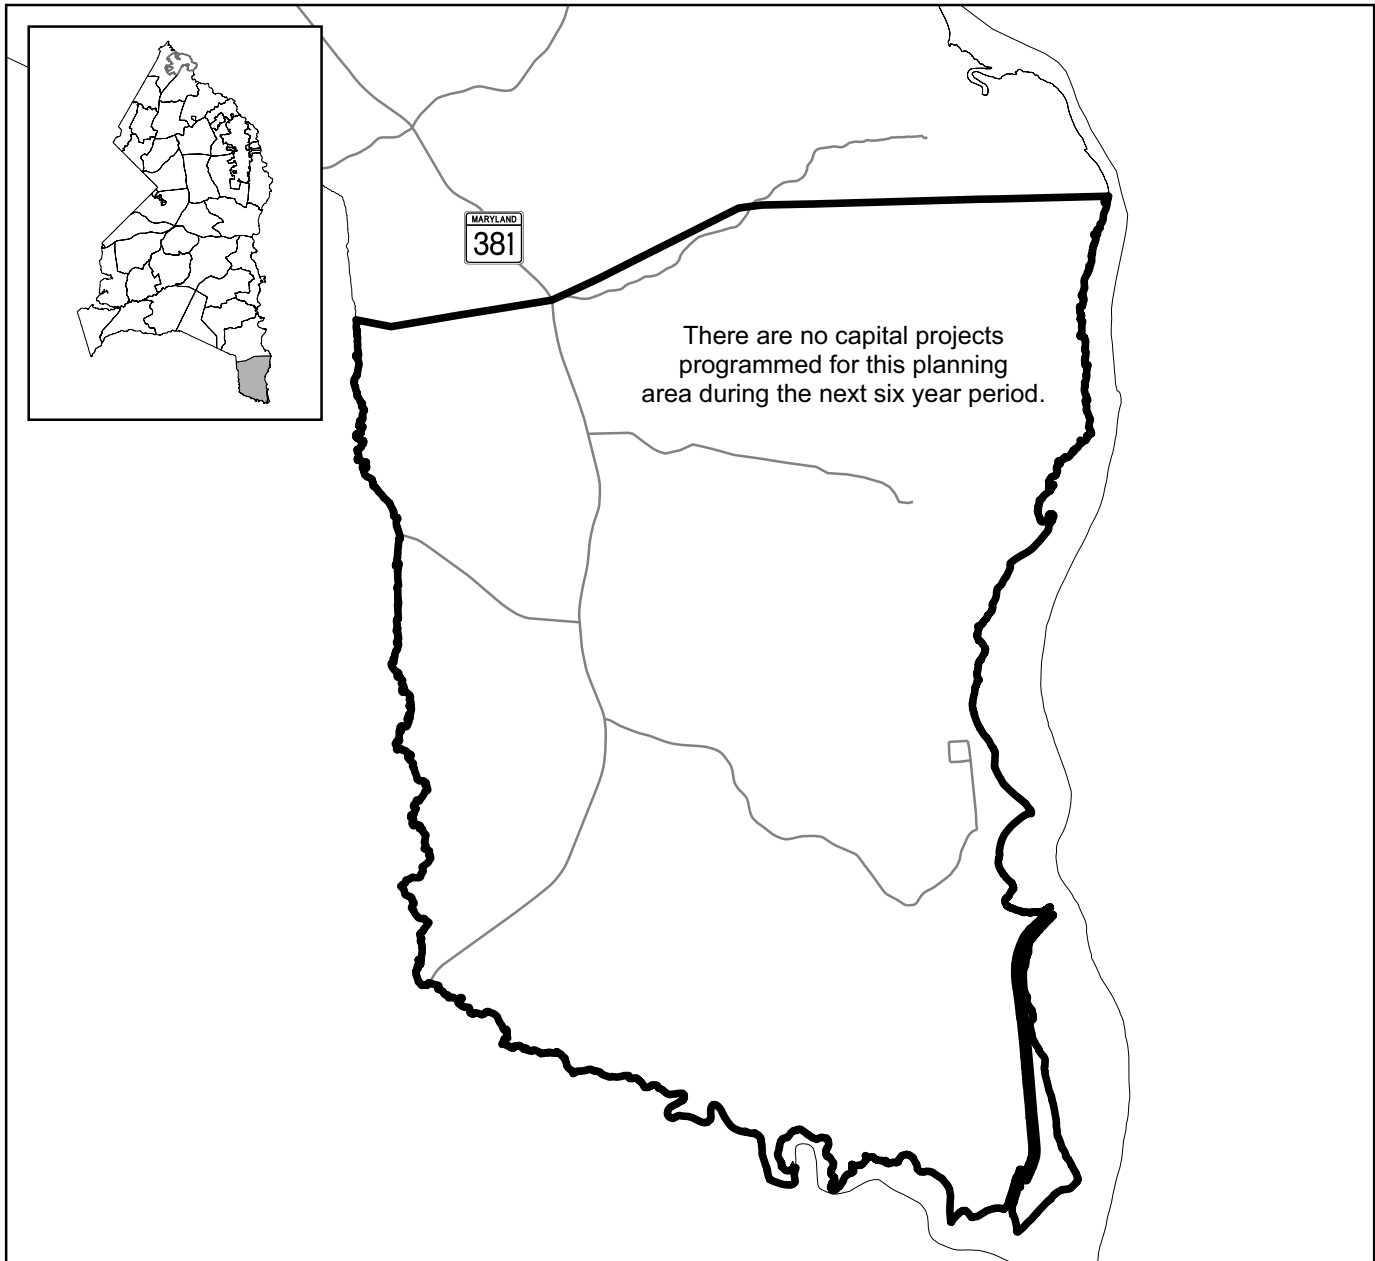 MARYLAND
381
There are no capital projects
programmed for this planning
area during the next six year period.